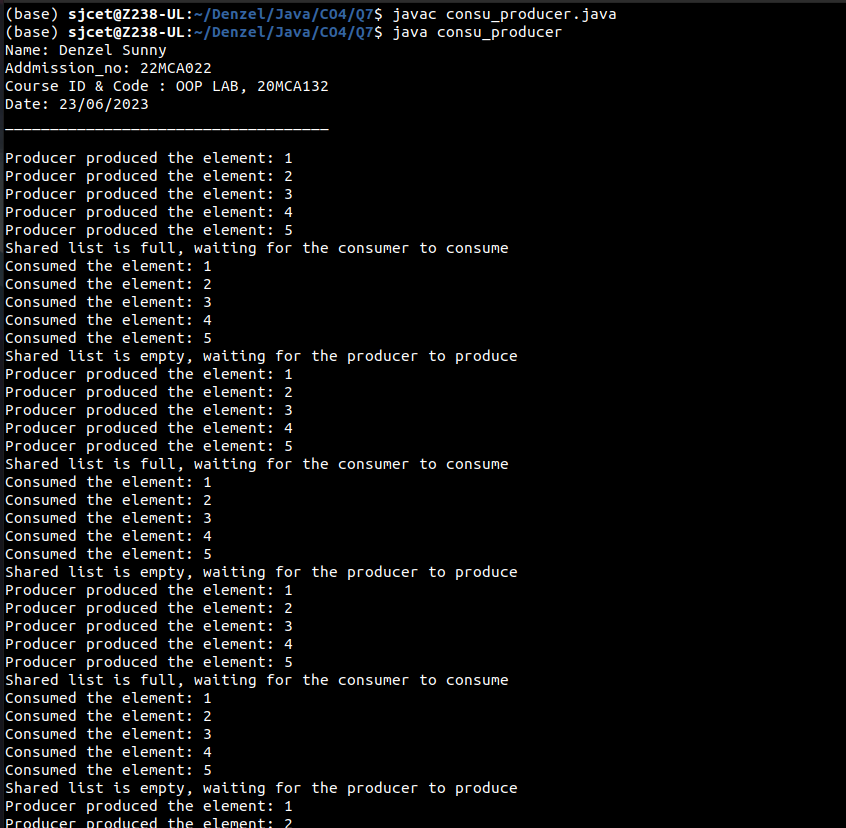 (base) sjcet@Z238-UL:~/Denzel/Java/CO4/Q7$ javac consu_producer.java
(base) sjcet@Z238-UL:~/Denzel/Java/CO4/Q7$ java consu_producer
Name: Denzel Sunny
Addmission_no: 22MCA022
Course ID & Code : OOP LAB, 20MCA132
Date: 23/06/2023
____________________________________
Producer produced the element: 1
Producer produced the element: 2
Producer produced the element: 3
Producer produced the element: 4
Producer produced the element: 5
Shared list is full, waiting for the consumer to consume
Consumed the element: 1
Consumed the element: 2
Consumed the element: 3
Consumed the element: 4
Consumed the element: 5
Shared list is empty, waiting for the producer to produce
Producer produced the element: 1
Producer produced the element: 2
Producer produced the element: 3
Producer produced the element: 4
Producer produced the element: 5
Shared list is full, waiting for the consumer to consume
Consumed the element: 1
Consumed the element: 2
Consumed the element: 3
Consumed the element: 4
Consumed the element: 5
Shared list is empty, waiting for the producer to produce
Producer produced the element: 1
Producer produced the element: 2
Producer produced the element: 3
Producer produced the element: 4
Producer produced the element: 5
Shared list is full, waiting for the consumer to consume
Consumed the element: 1
Consumed the element: 2
Consumed the element: 3
Consumed the element: 4
Consumed the element: 5
Shared list is empty, waiting for the producer to produce
Producer produced the element: 1
Producer produced the element: 2